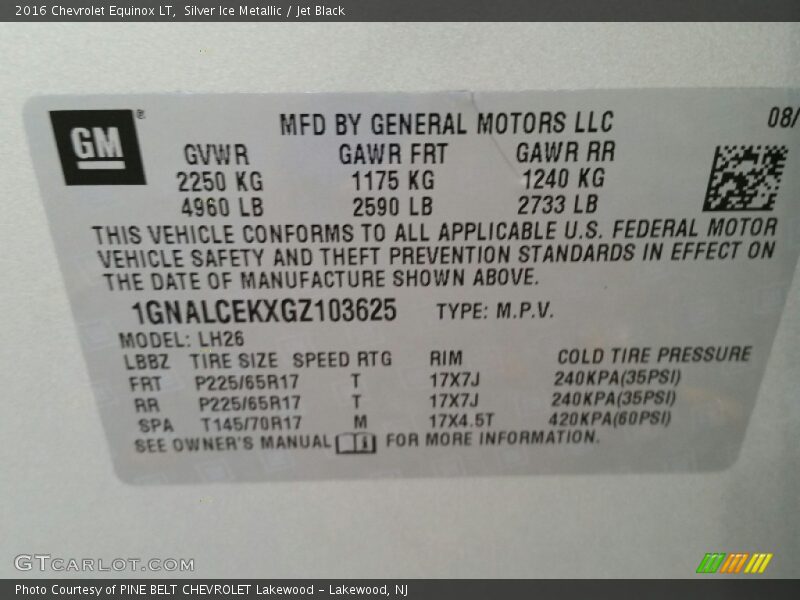 2016 Chevrolet Equinox LT,  Silver Ice Metallic / Jet Black
GM®
MFD BY GENERAL MOTORS LLC 08/
GVWR GAWR FRT GAWR RR
2250 KG 1175 KG 1240 KG
4960 LB 2590 LB 2733 LB
THIS VEHICLE CONFORMS TO ALL APPLICABLE U.S. FEDERAL MOTOR
VEHICLE SAFETY AND THEFT PREVENTION STANDARDS IN EFFECT ON
THE DATE OF MANUFACTURE SHOWN ABOVE.
1GNALCEKXGZ103625 TYPE: M.P.V.
MODEL: LH26
LBBZ TIRE SIZE SPEED RTG RIM COLD TIRE PRESSURE
FRT P225/65R17 T 17X7J 240KPA(35PSI)
RR P225/65R17 T 17X7J 240KPA(35PSI)
SPA T145/70R17 M 17X4.5T 420KPA(60PSI)
SEE OWNER'S MANUAL FOR MORE INFORMATION.
GTCARLOT.COM
Photo Courtesy of PINE BELT CHEVROLET Lakewood - Lakewood, NJ